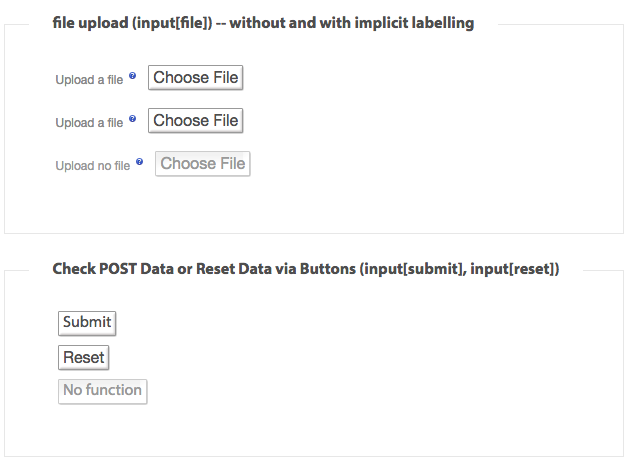 file upload (input[file]) -- without and with implicit labelling
Upload a file ? Choose File
Upload a file ? Choose File
Upload no file ? Choose File
Check POST Data or Reset Data via Buttons (input[submit], input[reset])
Submit
Reset
No function